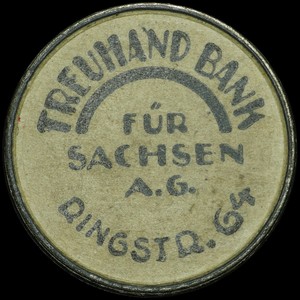 TREUHAND BANK
FÜR
SACHSEN
A.G.
RINGSTR. 64